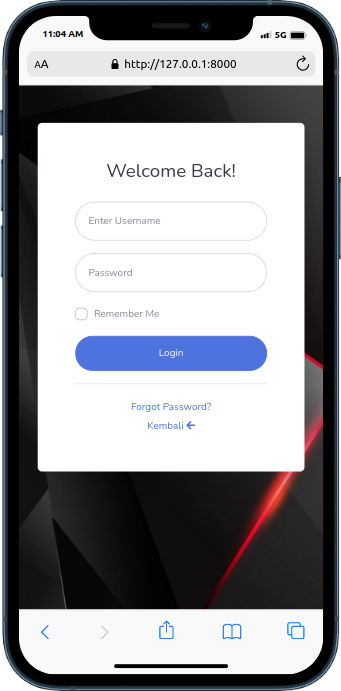 11:04 AM
5G
AA
http://127.0.0.1:8000
Welcome Back!
Enter Username
Password
Remember Me
Login
Forgot Password?
Kembali